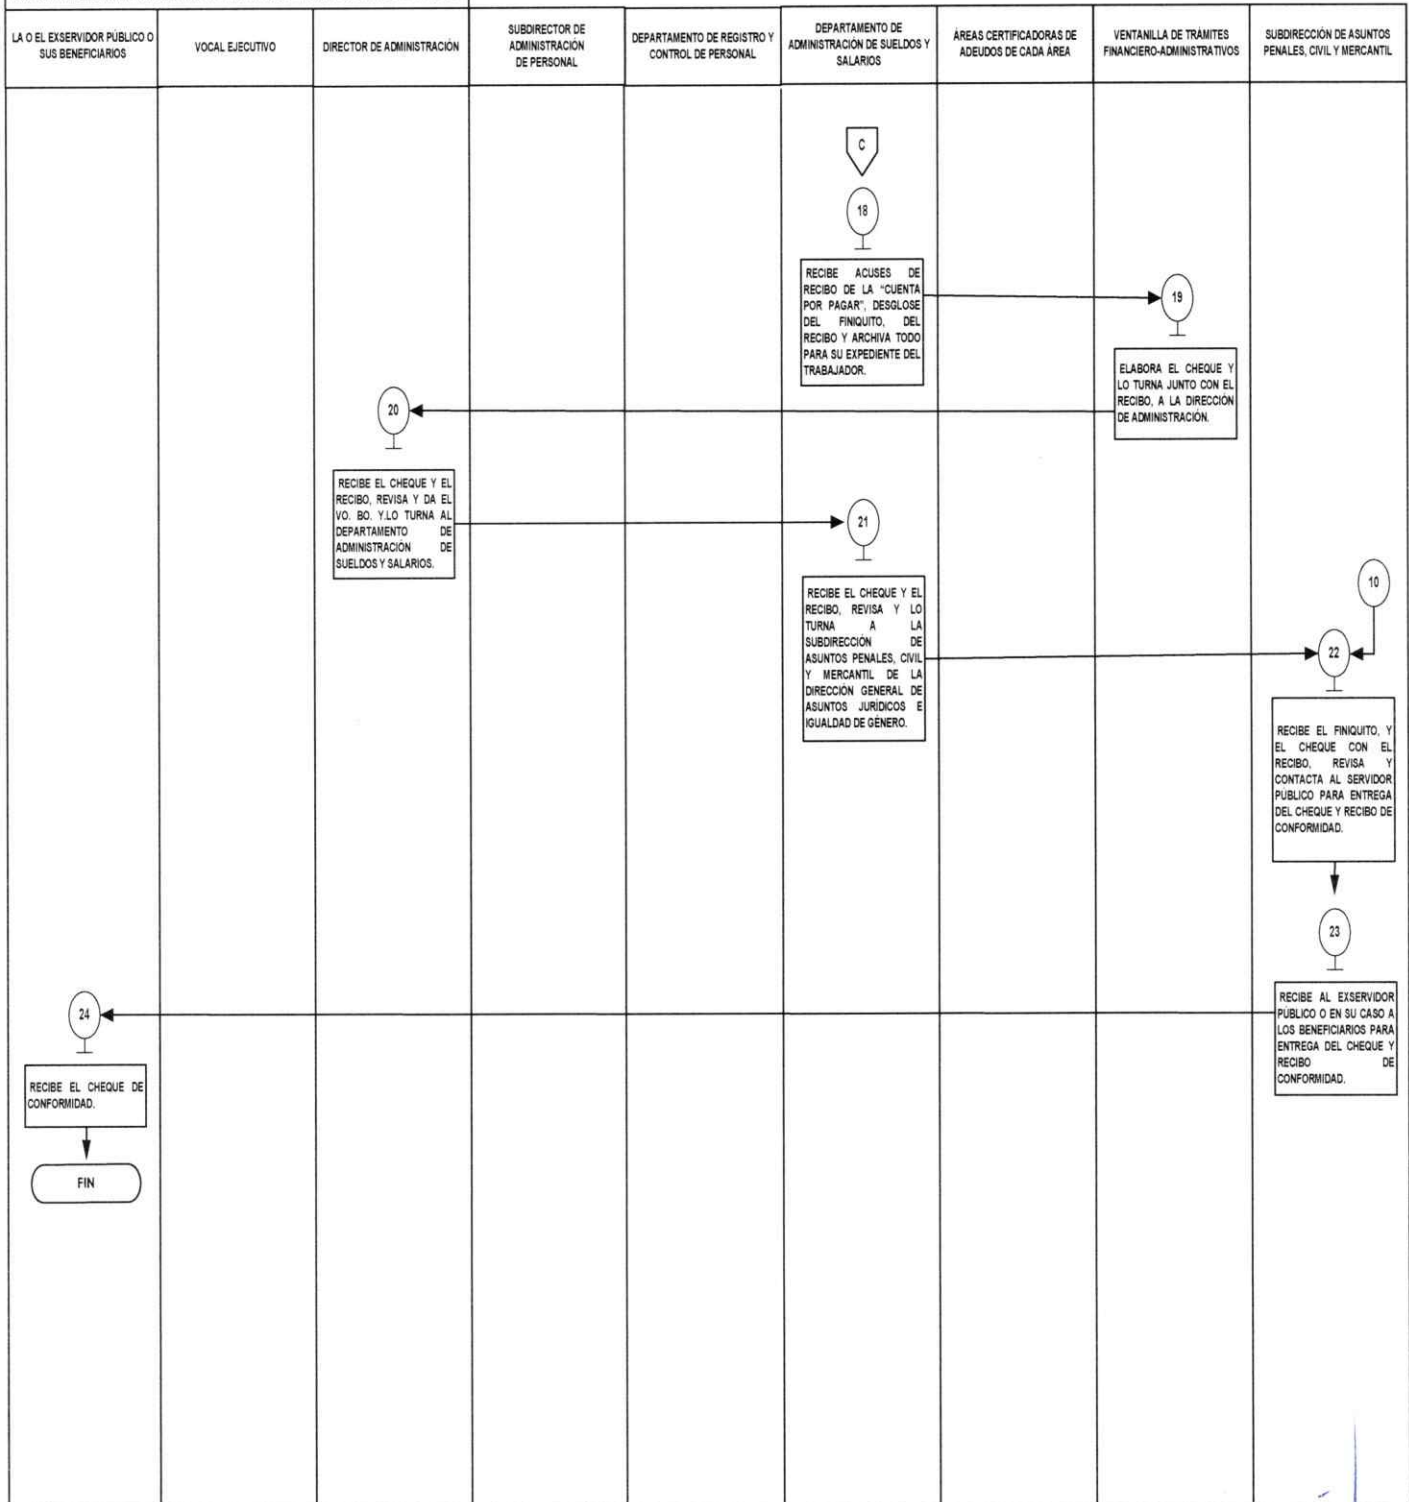 LA O EL EXSERVIDOR PÚBLICO O
SUS BENEFICIARIOS
VOCAL EJECUTIVO
DIRECTOR DE ADMINISTRACIÓN
SUBDIRECTOR DE
ADMINISTRACIÓN
DE PERSONAL
DEPARTAMENTO DE REGISTRO Y
CONTROL DE PERSONAL
DEPARTAMENTO DE
ADMINISTRACIÓN DE SUELDOS Y
SALARIOS
ÁREAS CERTIFICADORAS DE
ADEUDOS DE CADA ÁREA
VENTANILLA DE TRÁMITES
FINANCIERO-ADMINISTRATIVOS
SUBDIRECCIÓN DE ASUNTOS
PENALES, CIVIL Y MERCANTIL
C
18
RECIBE ACUSES DE
RECIBO DE LA "CUENTA
POR PAGAR", DESGLOSE
DEL FINIQUITO, DEL
RECIBO Y ARCHIVA TODO
PARA SU EXPEDIENTE DEL
TRABAJADOR.
19
ELABORA EL CHEQUE Y
LO TURNA JUNTO CON EL
RECIBO, A LA DIRECCIÓN
DE ADMINISTRACIÓN.
20
RECIBE EL CHEQUE Y EL
RECIBO, REVISA Y DA EL
VO. BO. Y.LO TURNA AL
DEPARTAMENTO DE
ADMINISTRACIÓN DE
SUELDOS Y SALARIOS.
21
RECIBE EL CHEQUE Y EL
RECIBO, REVISA Y LO
TURNA A LA
SUBDIRECCIÓN DE
ASUNTOS PENALES, CIVIL
Y MERCANTIL DE LA
DIRECCIÓN GENERAL DE
ASUNTOS JURÍDICOS E
IGUALDAD DE GÉNERO.
10
22
RECIBE EL FINIQUITO, Y
EL CHEQUE CON EL
RECIBO, REVISA Y
CONTACTA AL SERVIDOR
PÚBLICO PARA ENTREGA
DEL CHEQUE Y RECIBO DE
CONFORMIDAD.
23
RECIBE AL EXSERVIDOR
PÚBLICO O EN SU CASO A
LOS BENEFICIARIOS PARA
ENTREGA DEL CHEQUE Y
RECIBO DE
CONFORMIDAD.
24
RECIBE EL CHEQUE DE
CONFORMIDAD.
FIN